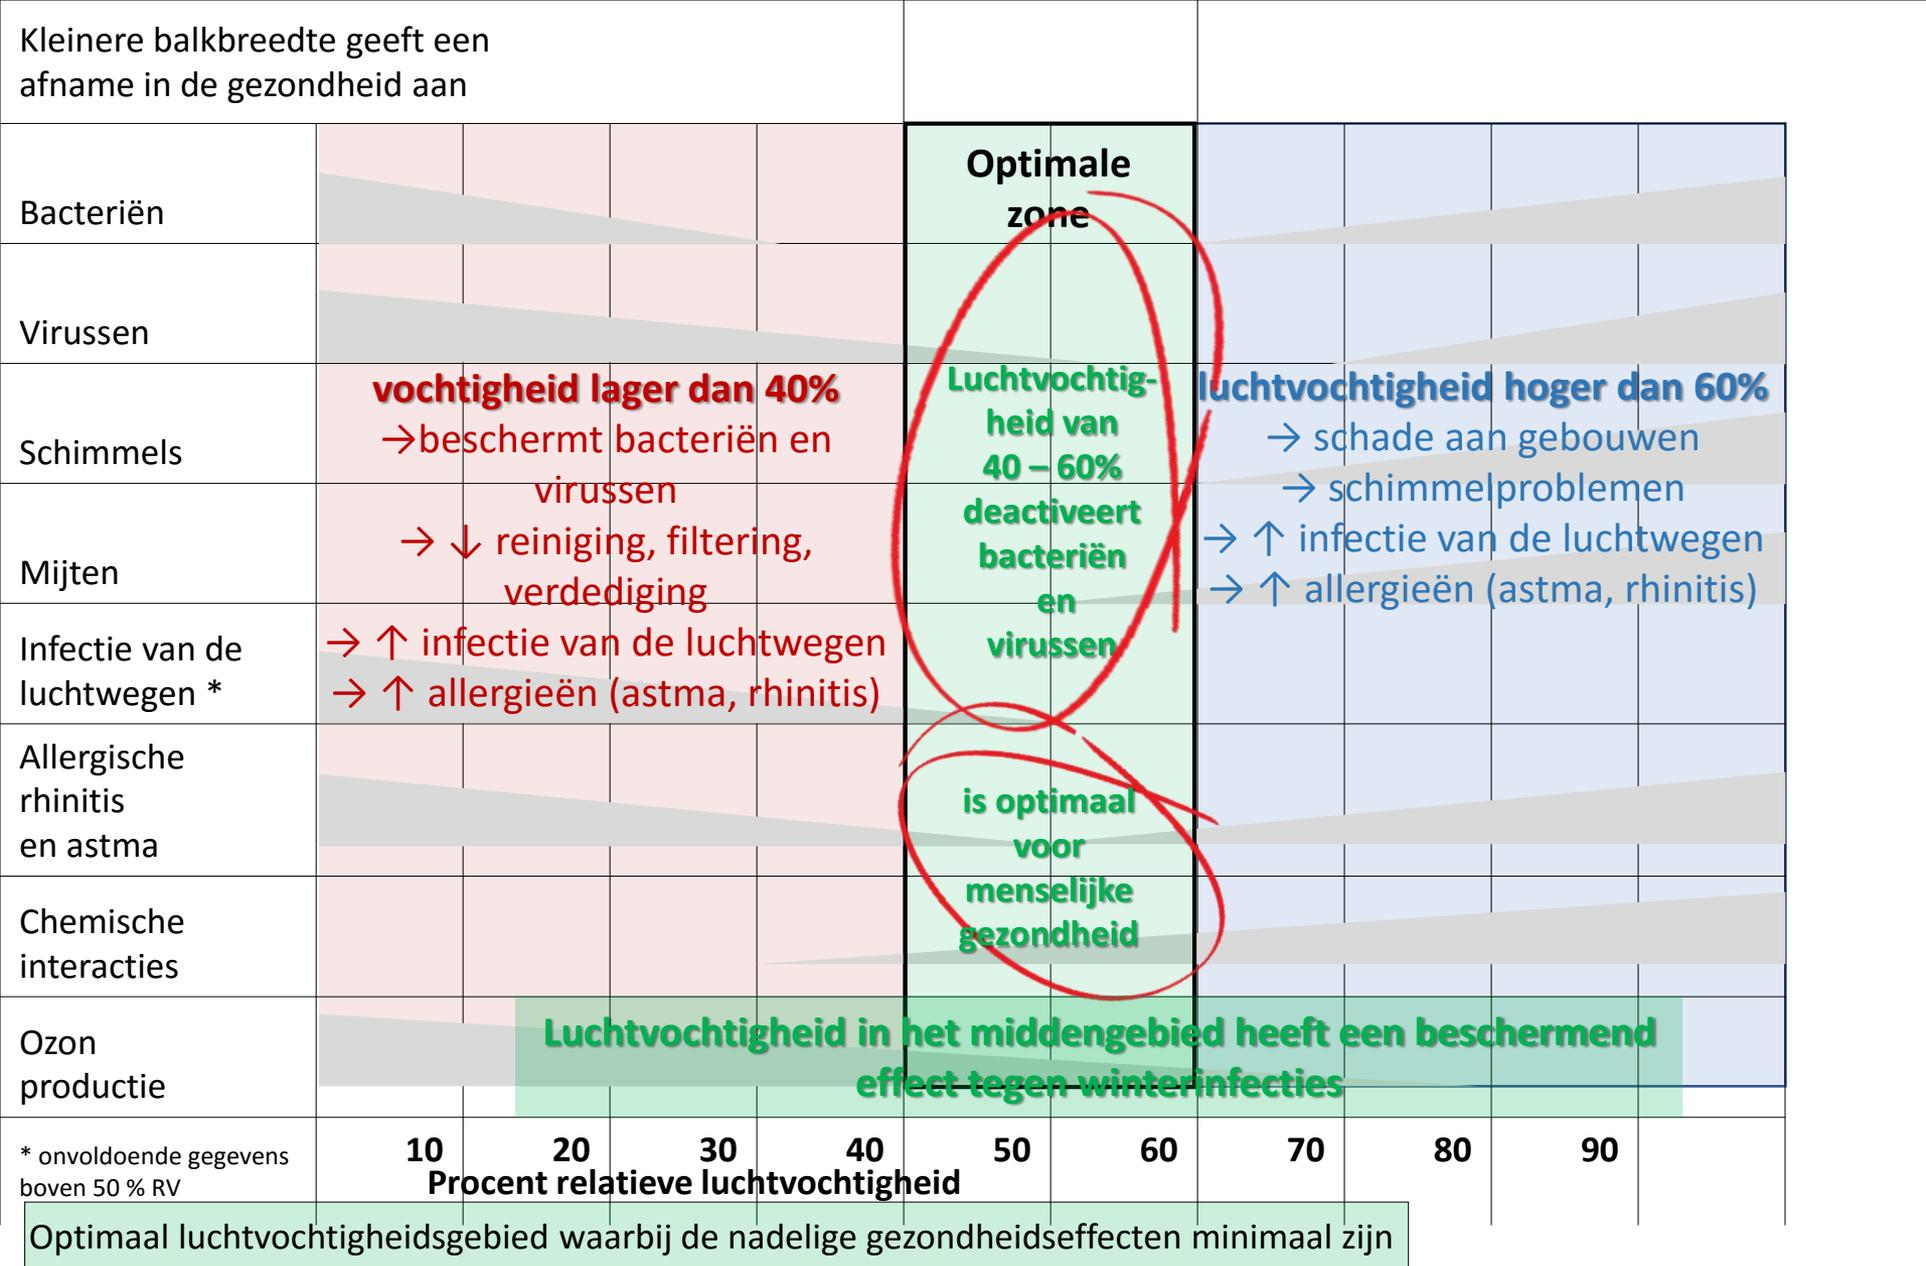 Kleinere balkbreedte geeft een
afname in de gezondheid aan
Optimale
zone
Bacteriën
Virussen
Schimmels
Mijten
Infectie van de
luchtwegen *
Allergische
rhinitis
en astma
Chemische
interacties
Ozon
productie
vochtigheid lager dan 40%
→beschermt bacteriën en
virussen
→ ↓ reiniging, filtering,
verdediging
→ ↑ infectie van de luchtwegen
→ ↑ allergieën (astma, rhinitis)
Luchtvochtig-
heid van
40 – 60%
deactiveert
bacteriën
en
virussen
is optimaal
voor
menselijke
gezondheid
luchtvochtigheid hoger dan 60%
→ schade aan gebouwen
→ schimmelproblemen
→ ↑ infectie van de luchtwegen
→ ↑ allergieën (astma, rhinitis)
Luchtvochtigheid in het middengebied heeft een beschermend
effect tegen winterinfecties
* onvoldoende gegevens
boven 50 % RV
10 20 30 40 50 60 70 80 90
Procent relatieve luchtvochtigheid
Optimaal luchtvochtigheidsgebied waarbij de nadelige gezondheidseffecten minimaal zijn